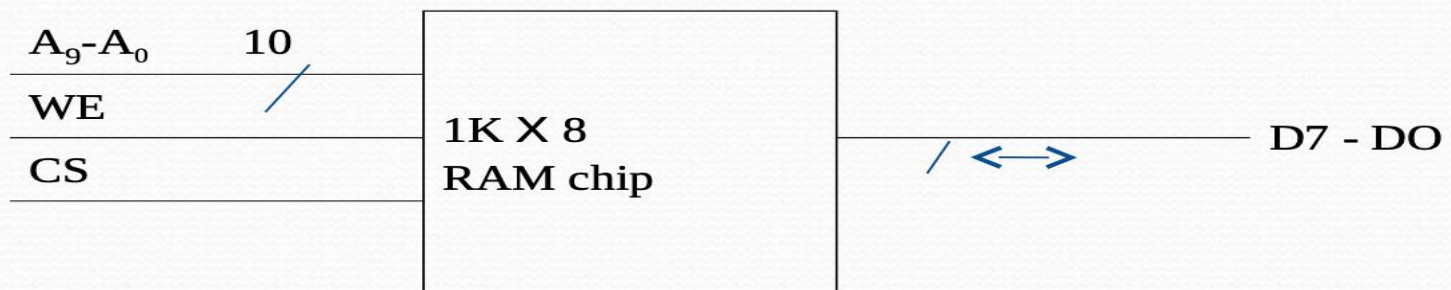 A₉-A₀ 10
WE
CS
1K X 8
RAM chip
D7 - DO